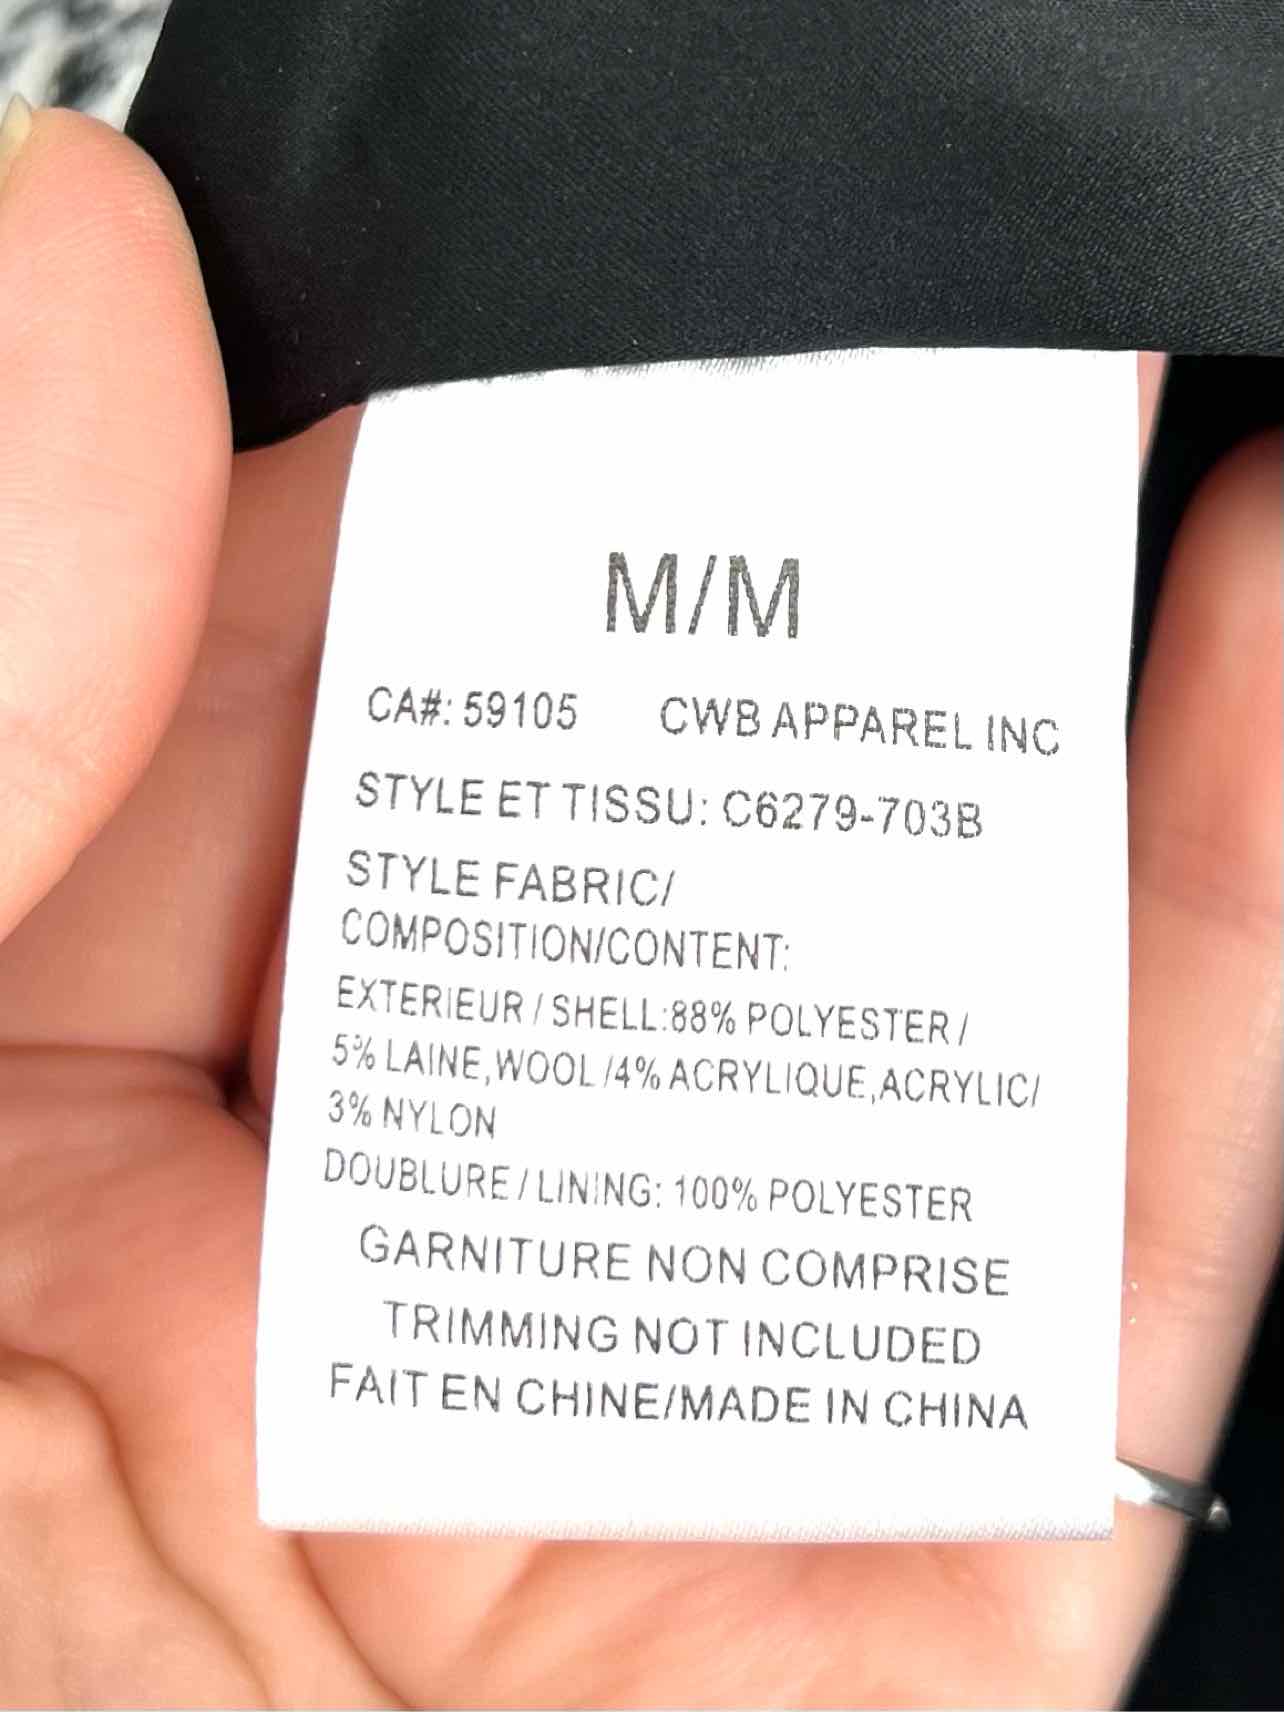 M/M
CA#: 59105 CWB APPAREL INC
STYLE ET TISSU: C6279-703B
STYLE FABRIC/
COMPOSITION/CONTENT:
EXTERIEUR / SHELL:88% POLYESTER /
5% LAINE,WOOL /4% ACRYLIQUE,ACRYLIC/
3% NYLON
DOUBLURE / LINING: 100% POLYESTER
GARNITURE NON COMPRISE
TRIMMING NOT INCLUDED
FAIT EN CHINE/MADE IN CHINA